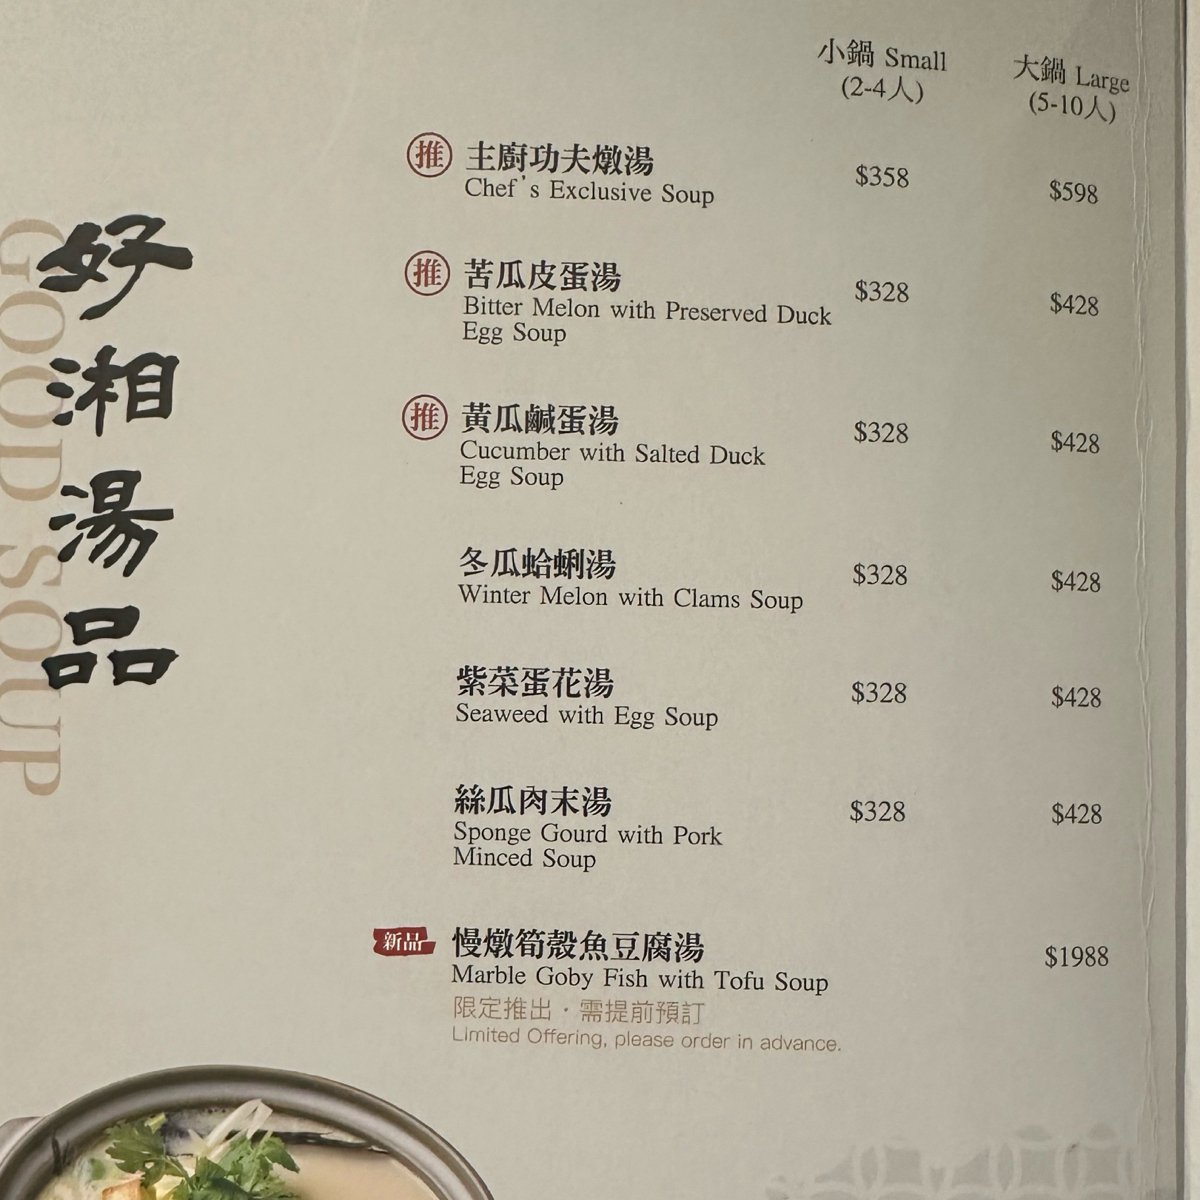 好湘湯品
GOOD SOUP
小鍋 Small
(2-4人)
大鍋 Large
(5-10人)
推 主廚功夫燉湯 $358 $598
Chef's Exclusive Soup
推 苦瓜皮蛋湯 $328 $428
Bitter Melon with Preserved Duck
Egg Soup
推 黃瓜鹹蛋湯 $328 $428
Cucumber with Salted Duck
Egg Soup
冬瓜蛤蜊湯 $328 $428
Winter Melon with Clams Soup
紫菜蛋花湯 $328 $428
Seaweed with Egg Soup
絲瓜肉末湯 $328 $428
Sponge Gourd with Pork
Minced Soup
新品 慢燉筍殼魚豆腐湯 $1988
Marble Goby Fish with Tofu Soup
限定推出・需提前預訂
Limited Offering, please order in advance.